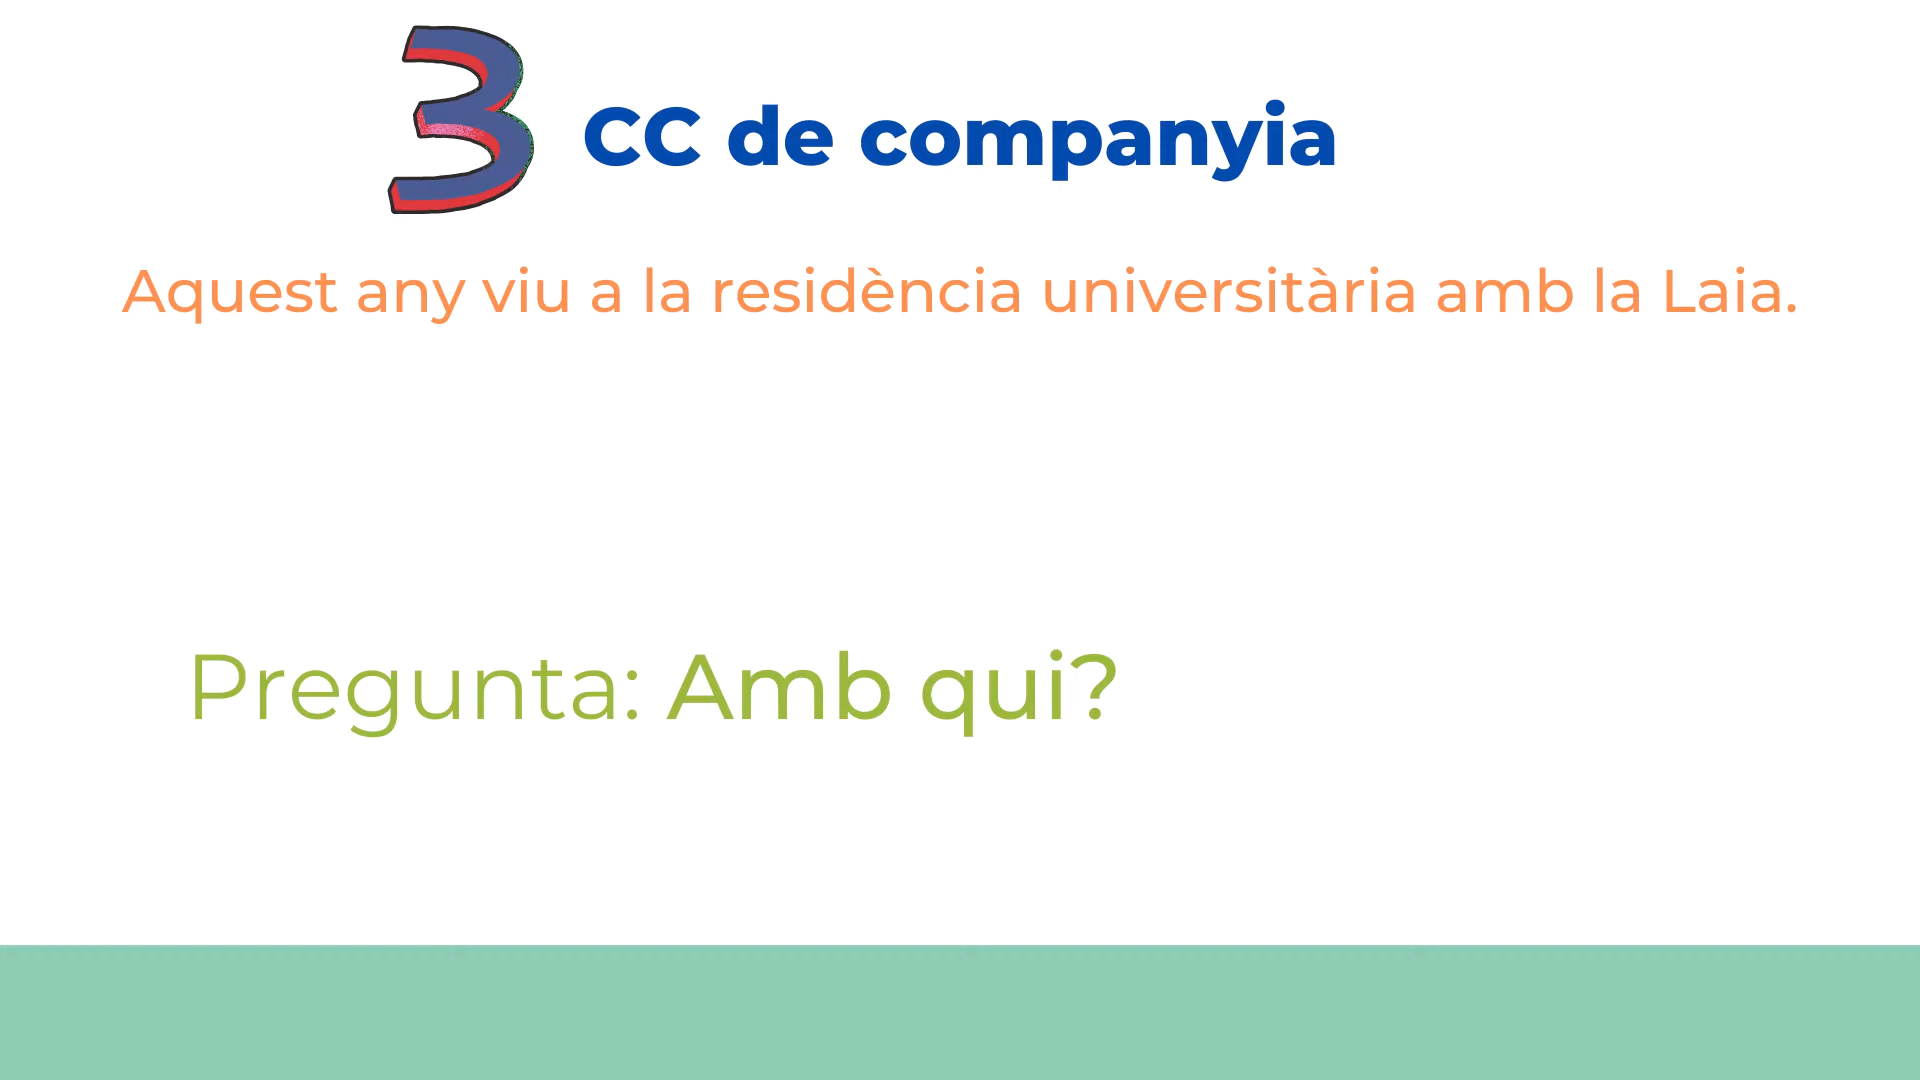 3 CC de companyia
Aquest any viu a la residència universitària amb la Laia.
Pregunta: Amb qui?